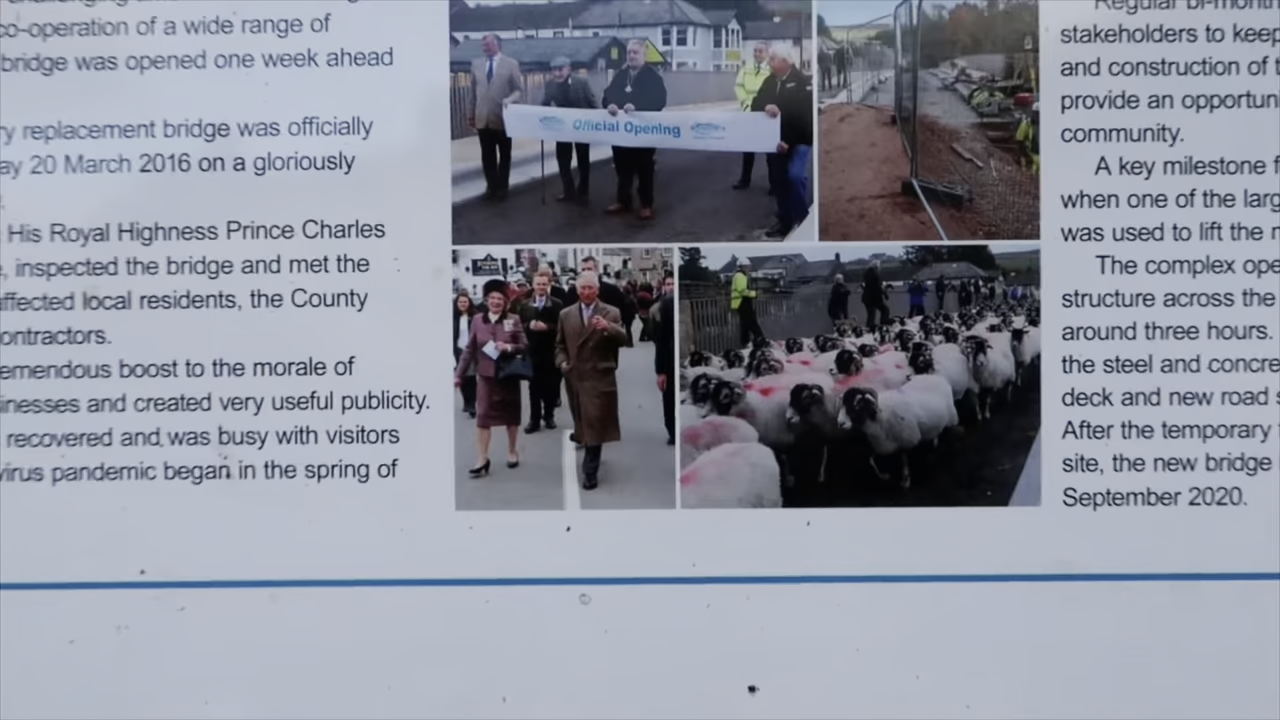 co-operation of a wide range of
bridge was opened one week ahead
ry replacement bridge was officially
ay 20 March 2016 on a gloriously
His Royal Highness Prince Charles
, inspected the bridge and met the
affected local residents, the County
ontractors.
emendous boost to the morale of
inesses and created very useful publicity.
recovered and was busy with visitors
virus pandemic began in the spring of
Official Opening
Regular bi-month
stakeholders to keep
and construction of t
provide an opportun
community.
A key milestone f
when one of the larg
was used to lift the
The complex ope
structure across the
around three hours.
the steel and concre
deck and new road s
After the temporary
site, the new bridge
September 2020.